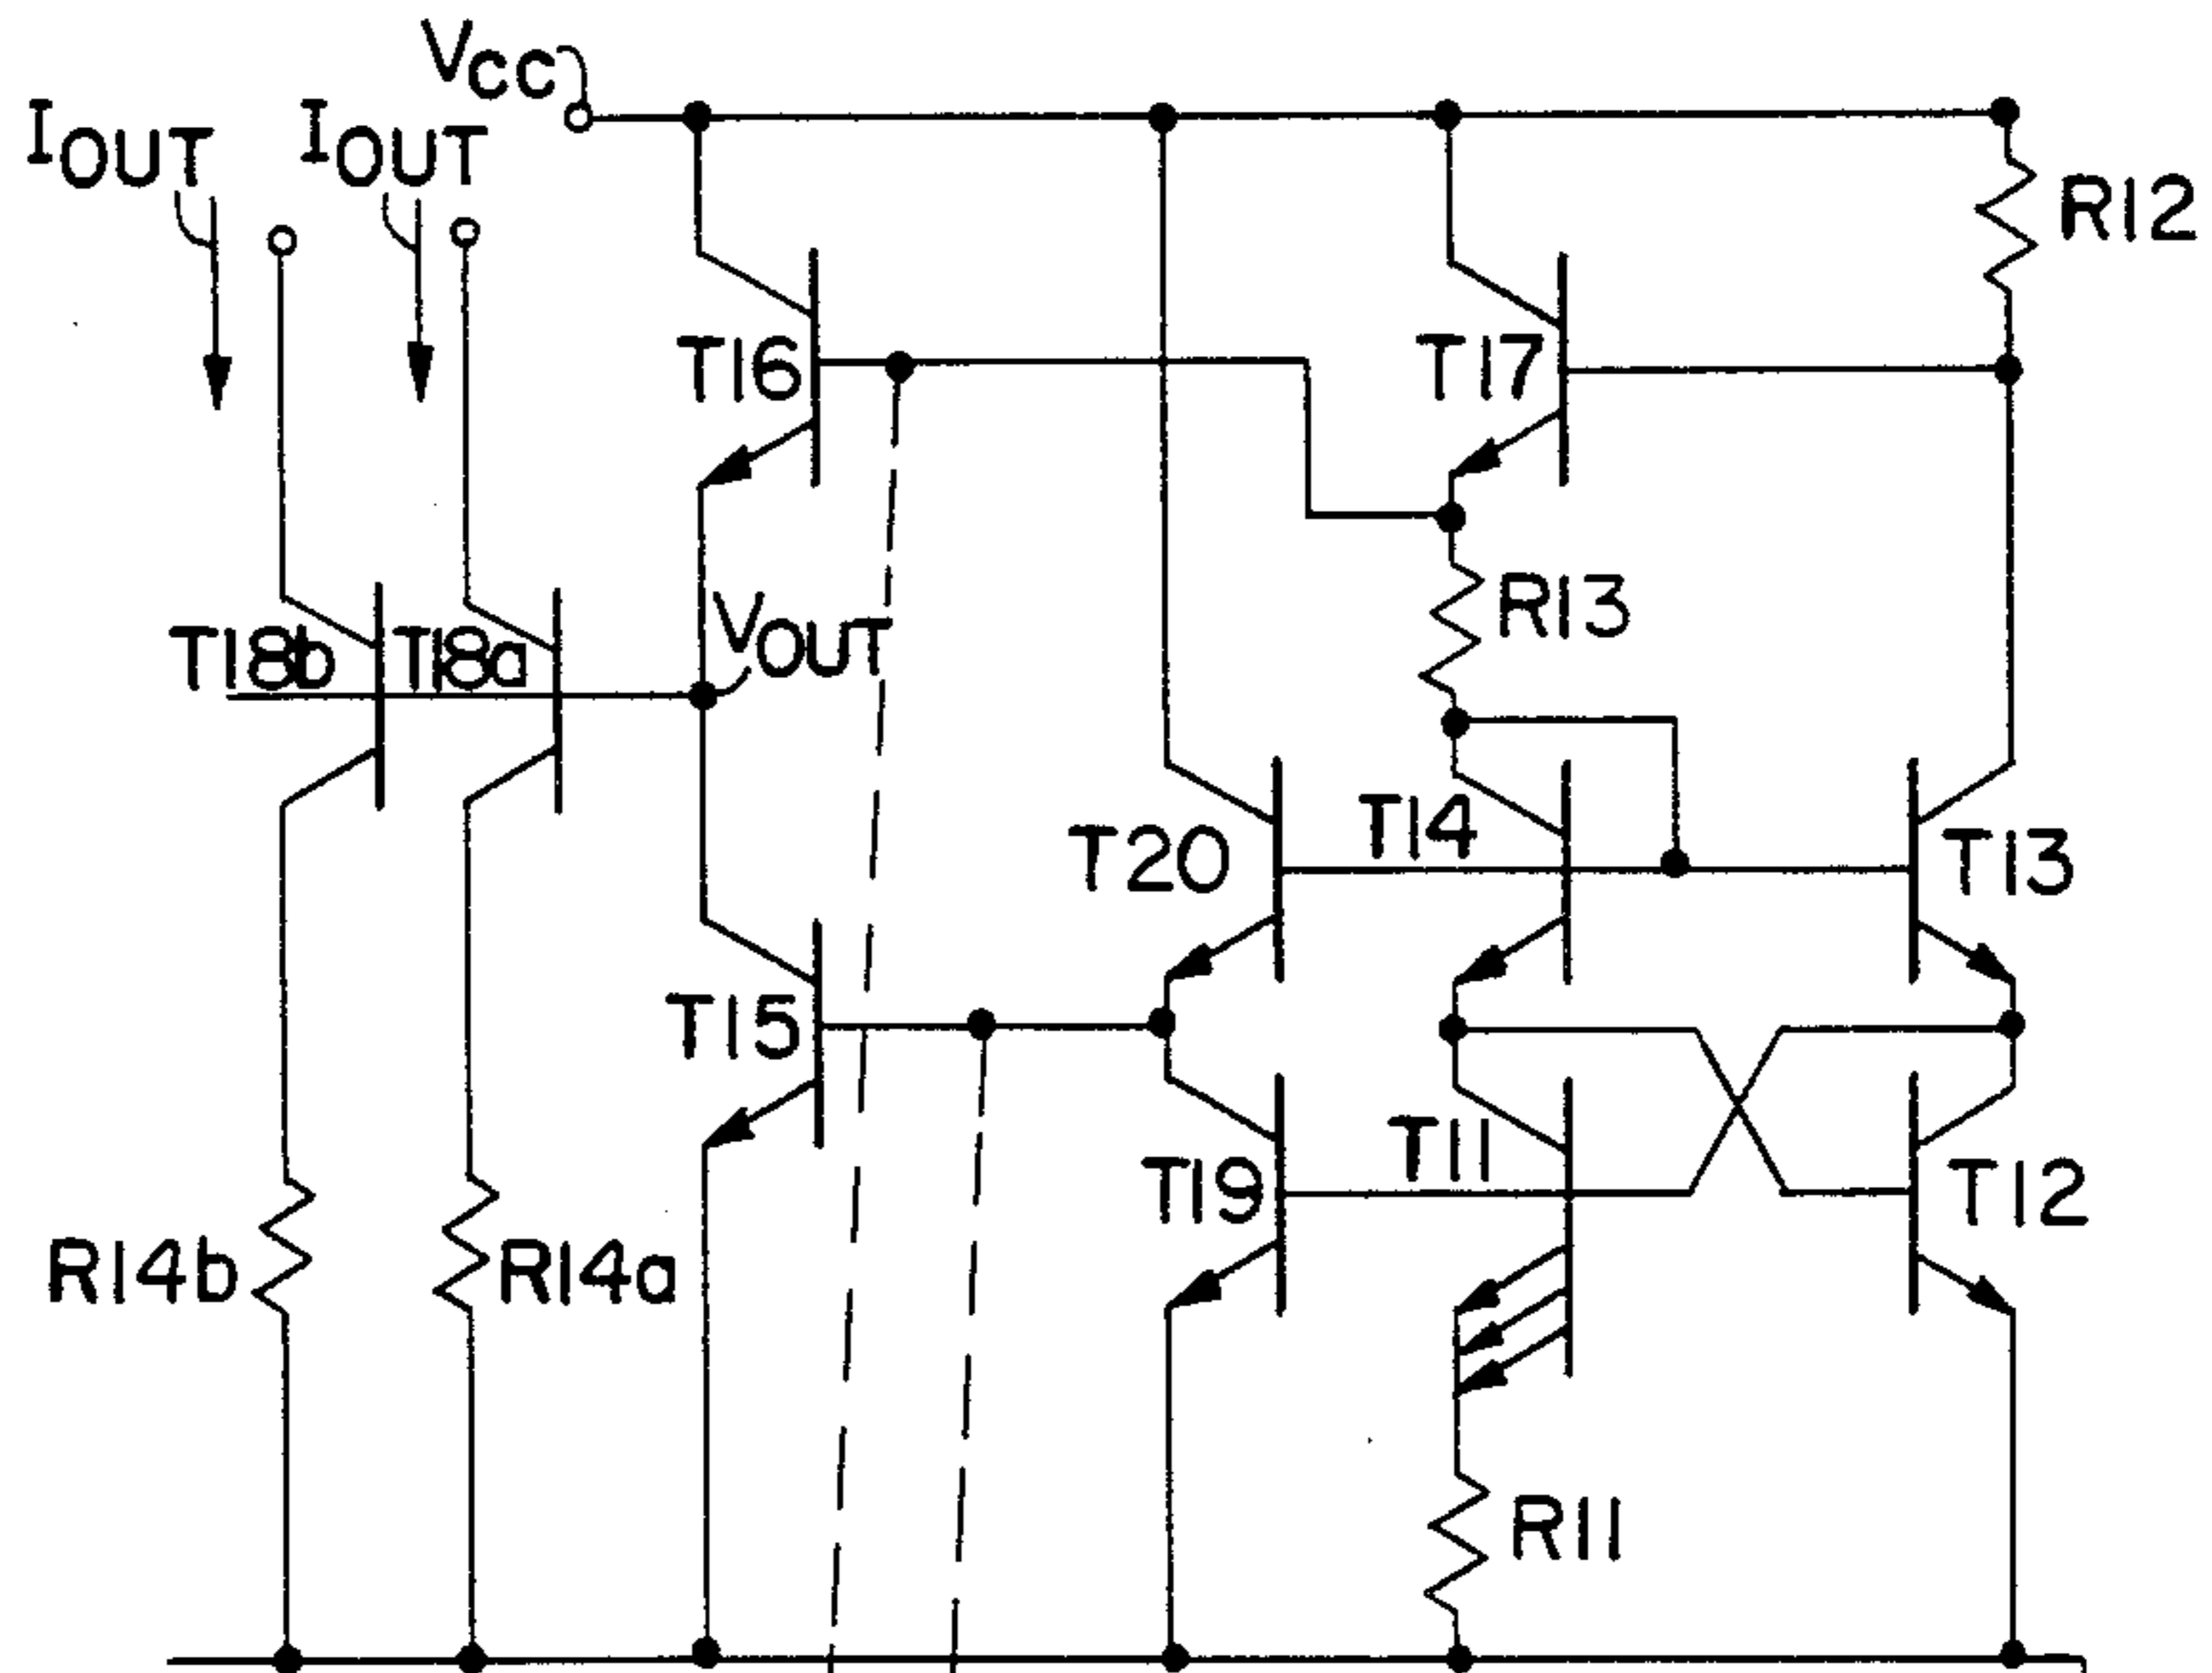 VCC
IOUT IOUT
R12
T16 T17
R13
VOUT
T18b T18a
T14
T20 T13
T15
T11
T19 T12
R14b R14a
R11